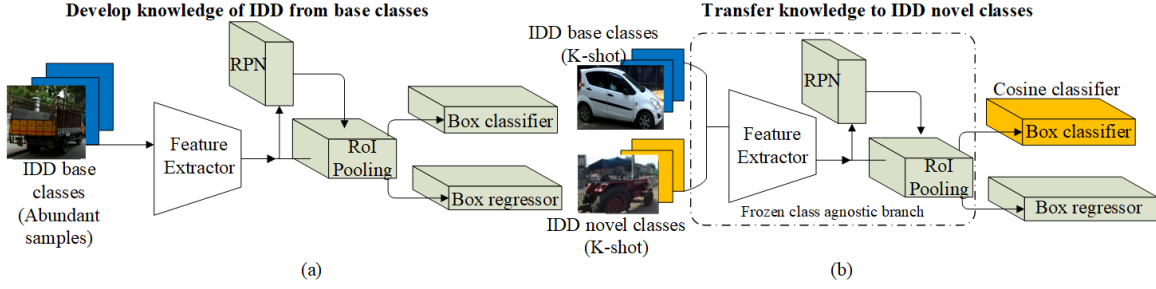 Develop knowledge of IDD from base classes
RPN
Feature
Extractor
RoI
Pooling
Box classifier
Box regressor
IDD base
classes
(Abundant
samples)
(a)
Transfer knowledge to IDD novel classes
IDD base classes
(K-shot)
RPN
Feature
Extractor
Cosine classifier
Box classifier
RoI
Pooling
Box regressor
Frozen class agnostic branch
IDD novel classes
(K-shot)
(b)